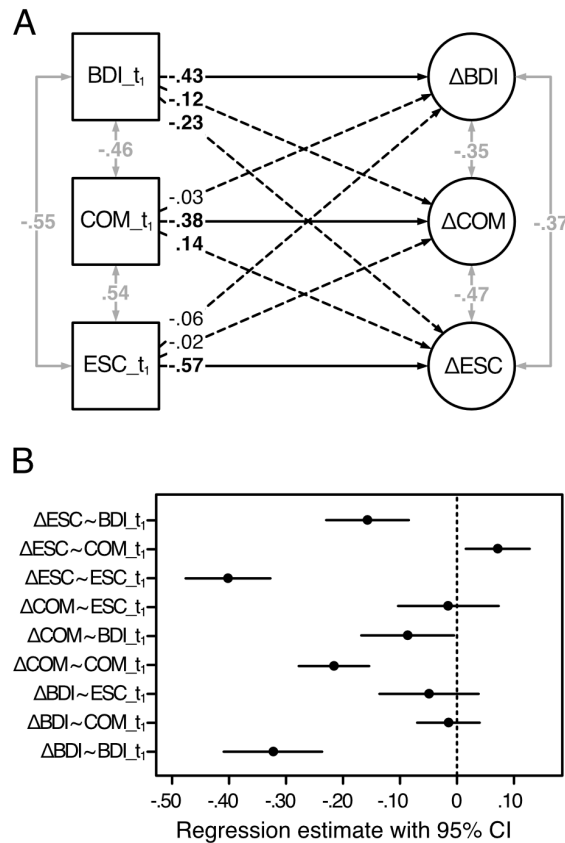 A
BDI_t₁
-.43
-.12
-.23
ΔBDI
-.46
-.35
-.55
COM_t₁
-.03
-.38
.14
ΔCOM
-.37
.54
-.47
-.06
-.02
-.57
ESC_t₁
ΔESC
B
ΔESC~BDI_t₁
ΔESC~COM_t₁
ΔESC~ESC_t₁
ΔCOM~ESC_t₁
ΔCOM~BDI_t₁
ΔCOM~COM_t₁
ΔBDI~ESC_t₁
ΔBDI~COM_t₁
ΔBDI~BDI_t₁
-.50 -.40 -.30 -.20 -.10 0 .10
Regression estimate with 95% CI